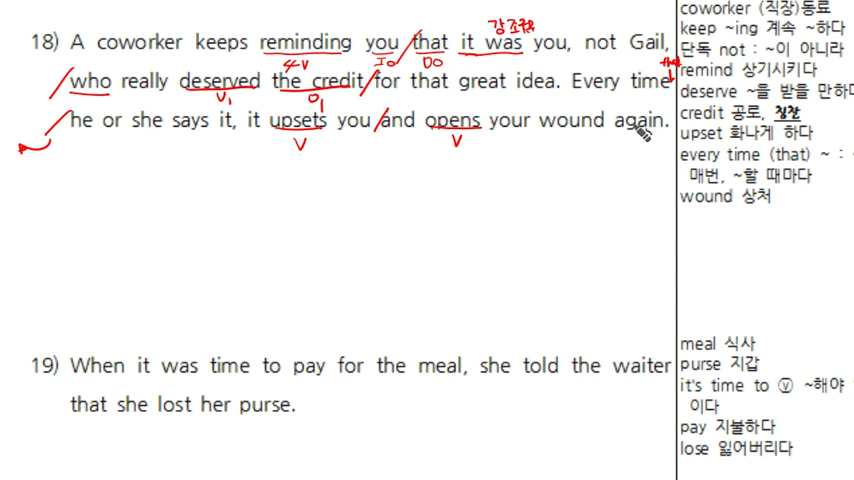 강조구문
18) A coworker keeps reminding you that it was you, not Gail,
4V IO DO that
who really deserved the credit for that great idea. Every time
V₁ O₁
he or she says it, it upsets you and opens your wound again.
V V
19) When it was time to pay for the meal, she told the waiter
that she lost her purse.
coworker (직장)동료
keep ~ing 계속 ~하다
단독 not : ~이 아니라
remind 상기시키다
deserve ~을 받을 만하
credit 공로, 칭찬
upset 화나게 하다
every time (that) ~ :
매번, ~할 때마다
wound 상처
meal 식사
purse 지갑
it's time to ⓥ ~해야
이다
pay 지불하다
lose 잃어버리다